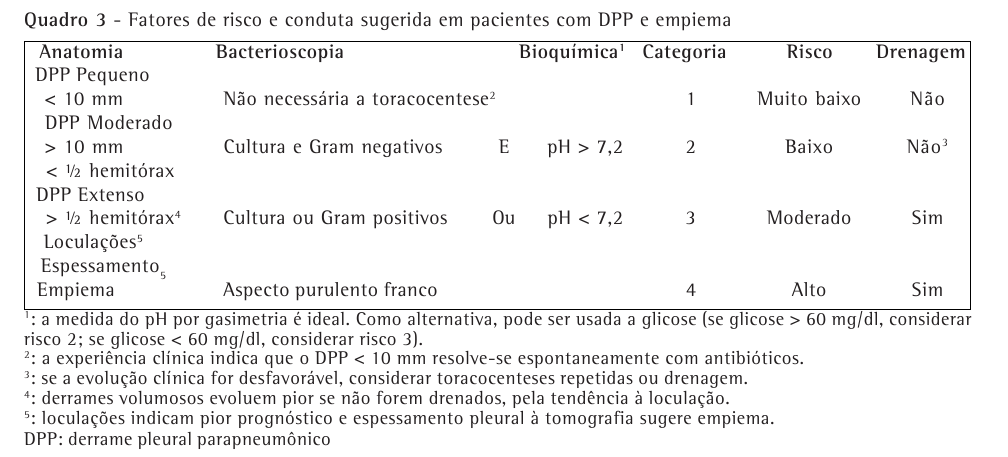 Quadro 3 - Fatores de risco e conduta sugerida em pacientes com DPP e empiema
Anatomia Bacterioscopia Bioquímica¹ Categoria Risco Drenagem
DPP Pequeno
< 10 mm Não necessária a toracocentese² 1 Muito baixo Não
DPP Moderado
> 10 mm Cultura e Gram negativos E pH > 7,2 2 Baixo Não³
< ½ hemitórax
DPP Extenso
> ½ hemitórax⁴ Cultura ou Gram positivos Ou pH < 7,2 3 Moderado Sim
Loculações⁵
Espessamento₅
Empiema Aspecto purulento franco 4 Alto Sim
¹: a medida do pH por gasimetria é ideal. Como alternativa, pode ser usada a glicose (se glicose > 60 mg/dl, considerar
risco 2; se glicose < 60 mg/dl, considerar risco 3).
²: a experiência clínica indica que o DPP < 10 mm resolve-se espontaneamente com antibióticos.
³: se a evolução clínica for desfavorável, considerar toracocenteses repetidas ou drenagem.
⁴: derrames volumosos evoluem pior se não forem drenados, pela tendência à loculação.
⁵: loculações indicam pior prognóstico e espessamento pleural à tomografia sugere empiema.
DPP: derrame pleural parapneumônico